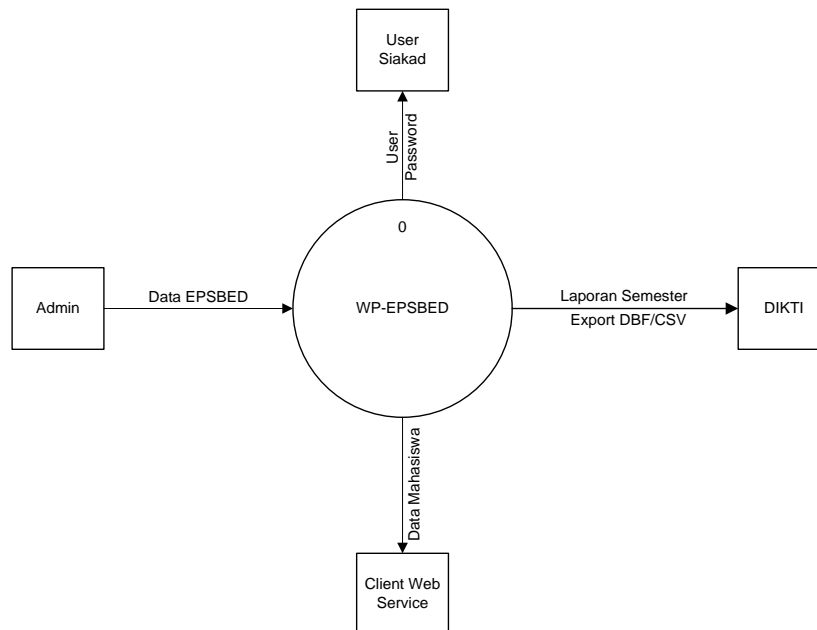 User
Siakad
User
Password
0
Admin
Data EPSBED
WP-EPSBED
Laporan Semester
Export DBF/CSV
DIKTI
Data Mahasiswa
Client Web
Service